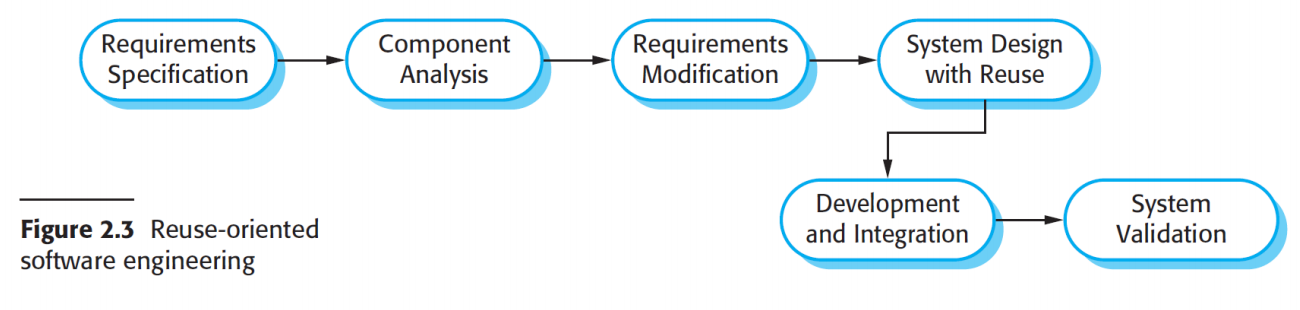 Requirements
Specification
Component
Analysis
Requirements
Modification
System Design
with Reuse
Development
and Integration
System
Validation
Figure 2.3 Reuse-oriented
software engineering